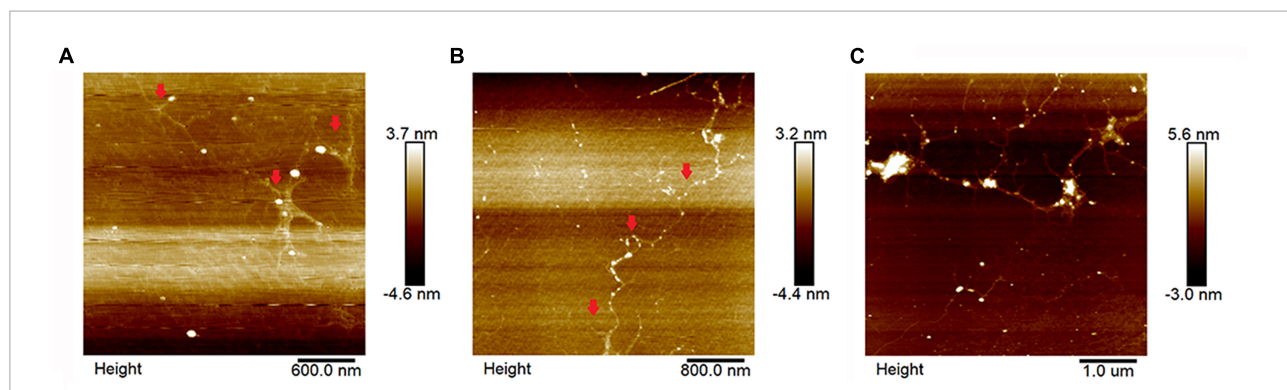 A
3.7 nm
-4.6 nm
Height
600.0 nm
B
3.2 nm
-4.4 nm
Height
800.0 nm
C
5.6 nm
-3.0 nm
Height
1.0 um